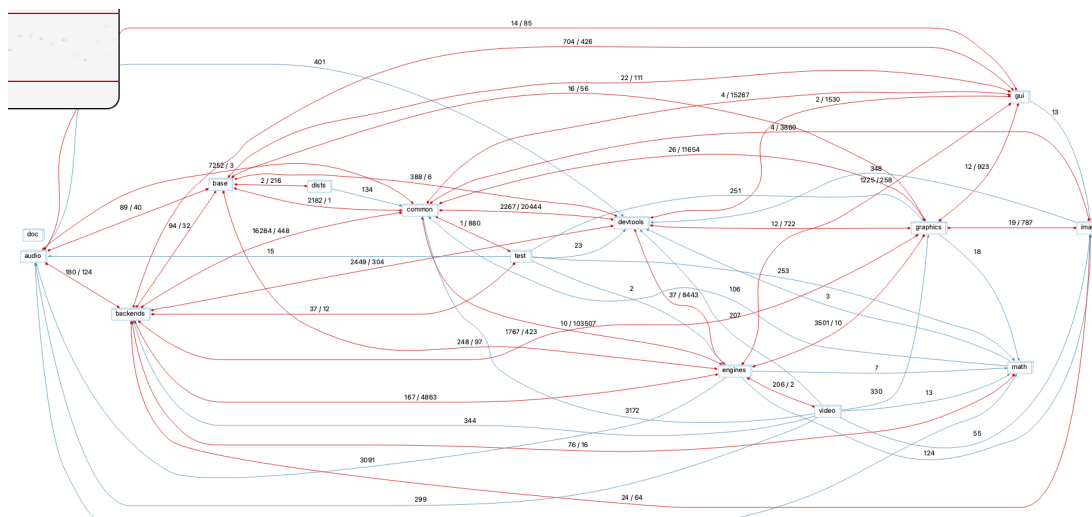 14 / 85
704 / 426
401
22 / 111
16 / 56
4 / 15267
2 / 1530
gui
13
4 / 3860
26 / 11654
7252 / 3
388 / 6
348
12 / 923
1225 / 258
base
2 / 216
dists
134
251
2182 / 1
89 / 40
common
2267 / 20444
1 / 880
devtools
12 / 722
graphics
19 / 787
ima
94 / 32
16284 / 448
doc
23
audio
15
test
18
180 / 124
2449 / 304
253
2
106
3
37 / 8443
37 / 12
backends
207
10 / 103507
1767 / 423
3501 / 10
248 / 97
engines
7
math
206 / 2
167 / 4863
330
13
video
3172
344
55
76 / 16
124
3091
24 / 64
299